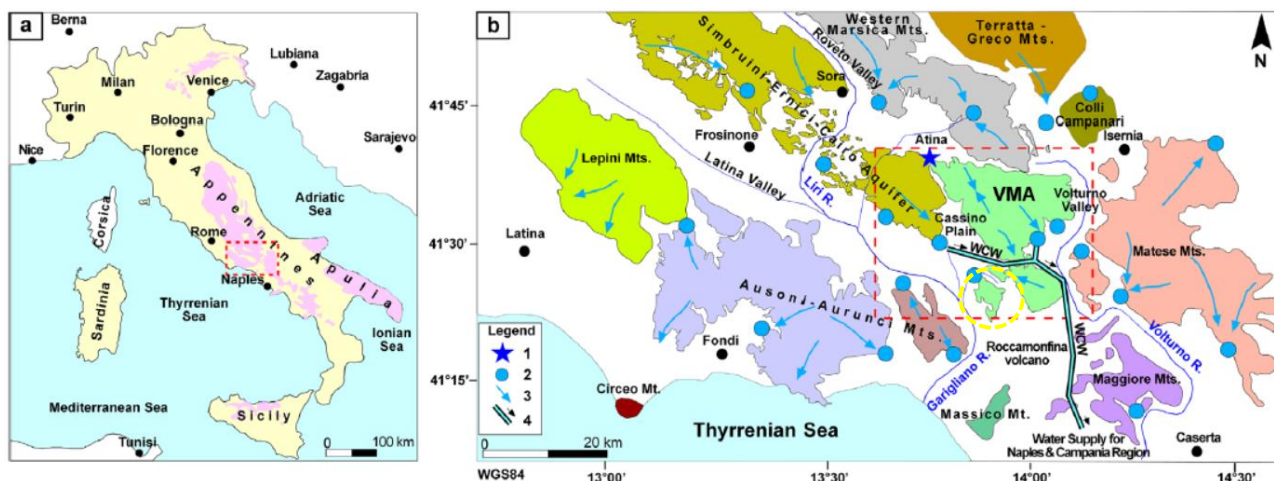 a
Berna
Lubiana
Zagabria
Milan
Venice
Turin
Bologna
Nice
Florence
Sarajevo
Corsica
Appennines
Adriatic
Sea
Rome
Naples
Apulia
Sardinia
Thyrrenian
Sea
Ionian
Sea
Mediterranean Sea
Sicily
Tunisi
0 100 km
b
41°45'
41°30'
41°15'
Simbruini-Ernici-Cairo Aquifer
Western
Marsica Mts.
Terratta -
Greco Mts.
N
Roveto Valley
Sora
Colli
Campanari
Isernia
Frosinone
Atina
Lepini Mts.
Latina Valley
Liri R.
VMA
Volturno
Valley
Cassino
Plain
Latina
WCW
Matese Mts.
Ausoni-Aurunci Mts.
Legend
1
2
3
4
Fondi
Roccamonfina
volcano
WCW
Volturno R.
Circeo Mt.
Garigliano R.
Maggiore Mts.
Massico Mt.
Thyrrenian Sea
Water Supply for
Naples & Campania Region
Caserta
0 20 km
WGS84
13°00'
13°30'
14°00'
14°30'